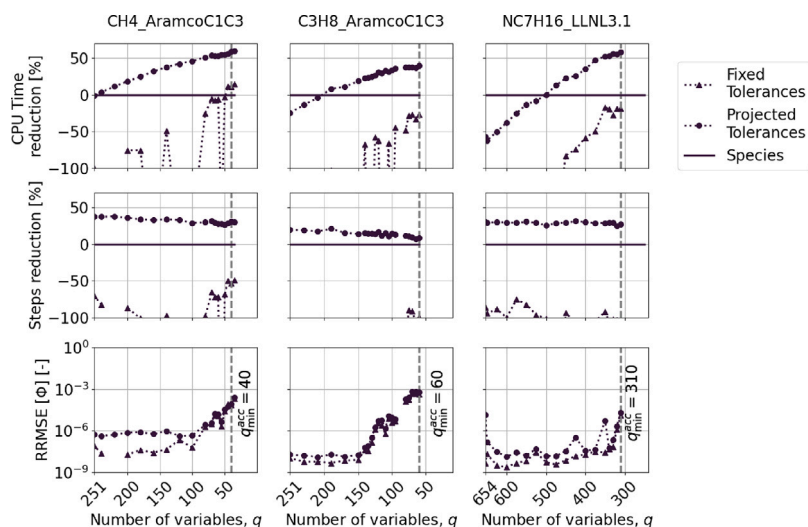 CH4_AramcoC1C3
C3H8_AramcoC1C3
NC7H16_LLNL3.1
CPU Time
reduction [%]
50
0
−50
−100
Fixed
Tolerances
Projected
Tolerances
Species
Steps reduction [%]
50
0
−50
−100
RRMSE [Φ] [-]
10^0
10^−3
10^−6
10^−9
q_min^acc = 40
q_min^acc = 60
q_min^acc = 310
251 200 150 100 50
251 200 150 100 50
654 600 500 400 300
Number of variables, q
Number of variables, q
Number of variables, q